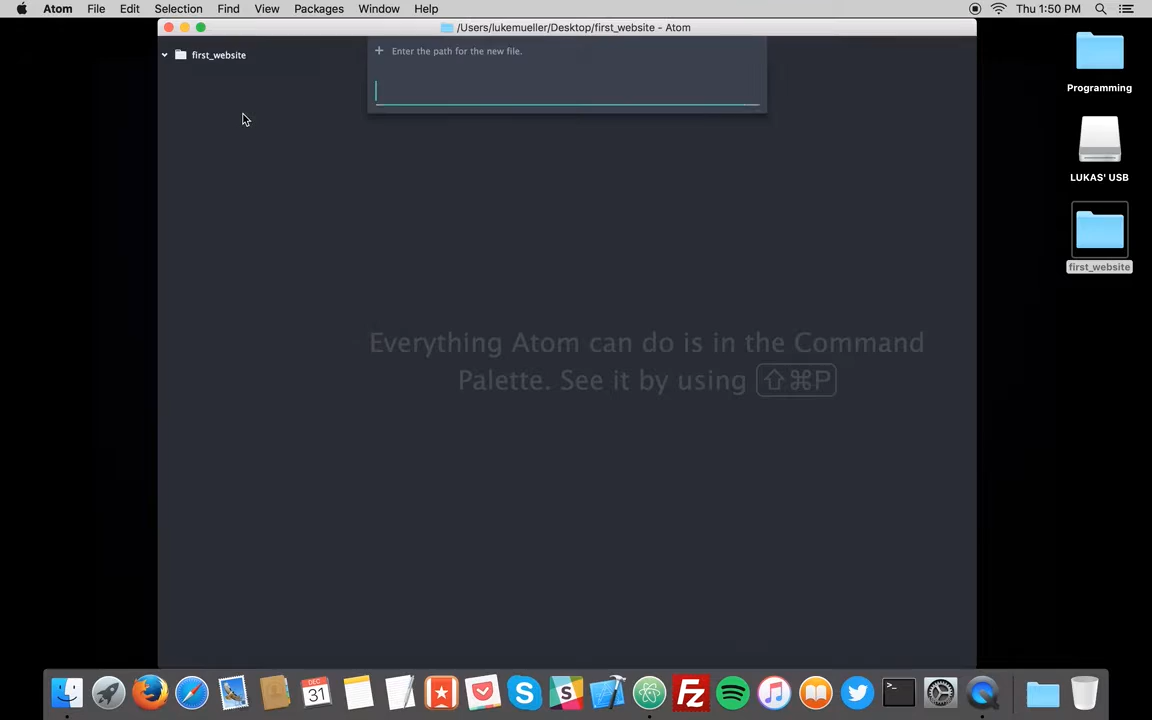 Atom File Edit Selection Find View Packages Window Help Thu 1:50 PM
/Users/lukemueller/Desktop/first_website - Atom
first_website
Enter the path for the new file.
Everything Atom can do is in the Command
Palette. See it by using ⇧⌘P
Programming
LUKAS' USB
first_website
DEC
31